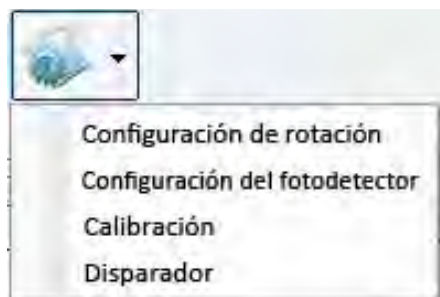 Configuración de rotación
Configuración del fotodetector
Calibración
Disparador